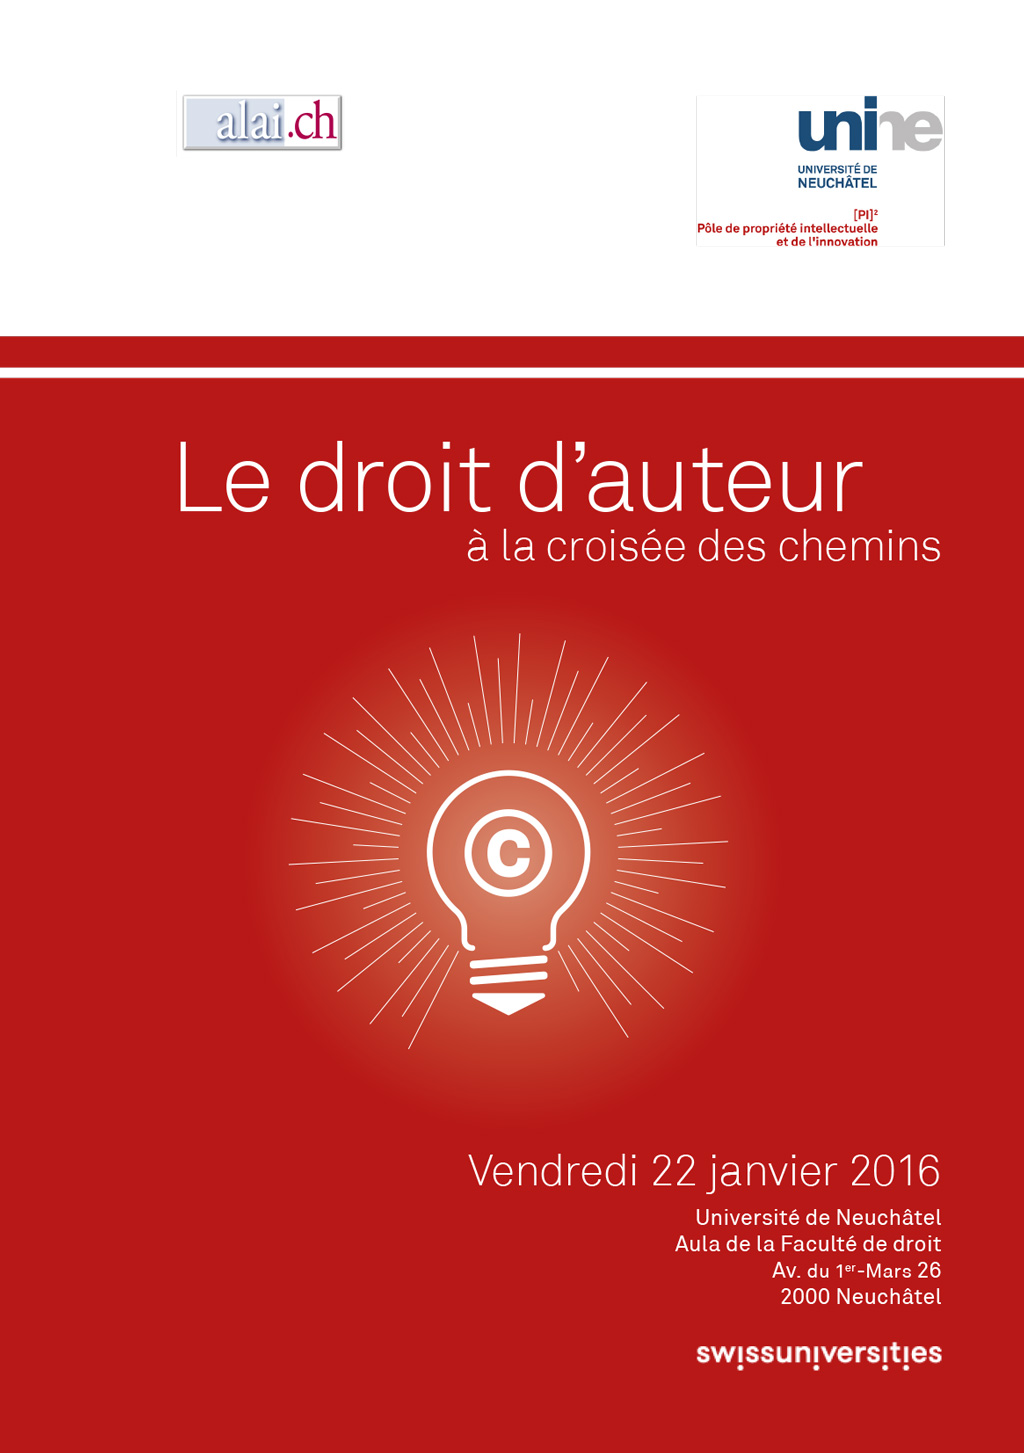 alai.ch
unine
UNIVERSITÉ DE
NEUCHÂTEL
[PI]²
Pôle de propriété intellectuelle
et de l'innovation
Le droit d’auteur
à la croisée des chemins
©
Vendredi 22 janvier 2016
Université de Neuchâtel
Aula de la Faculté de droit
Av. du 1er-Mars 26
2000 Neuchâtel
swissuniversities